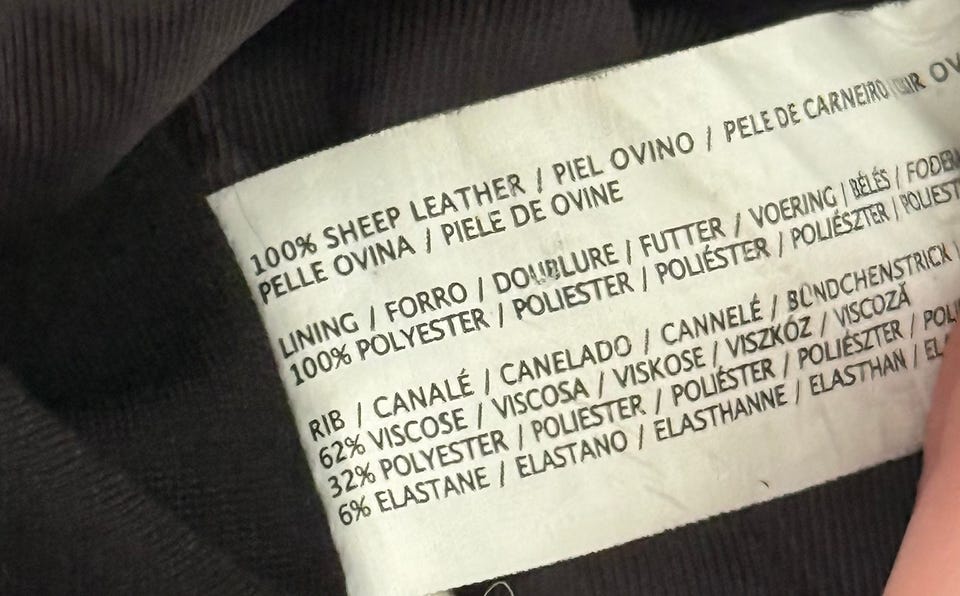 100% SHEEP LEATHER / PIEL OVINO / PELE DE CARNEIRO
PELLE OVINA / PIELE DE OVINE
LINING / FORRO / DOUBLURE / FUTTER / VOERING / BÉLÉS /
100% POLYESTER / POLIESTER / POLIÉSTER / POLIÉSZTER /
RIB / CANALÉ / CANELADO / CANNELÉ / BÜNDCHENSTRICK /
62% VISCOSE / VISCOSA / VISKOSE / VISZKÓZ / VISCOZĂ
32% POLYESTER / POLIESTER / POLIÉSTER / POLIÉSZTER /
6% ELASTANE / ELASTANO / ELASTHANNE / ELASTHAN /